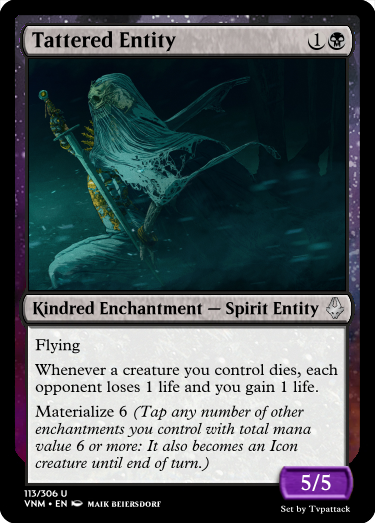 Tattered Entity 1
Kindred Enchantment — Spirit Entity
Flying
Whenever a creature you control dies, each
opponent loses 1 life and you gain 1 life.
Materialize 6 (Tap any number of other
enchantments you control with total mana
value 6 or more: It also becomes an Icon
creature until end of turn.)
5/5
113/306 U
VNM • EN MAIK BEIERSDORF
Set by Tvpattack